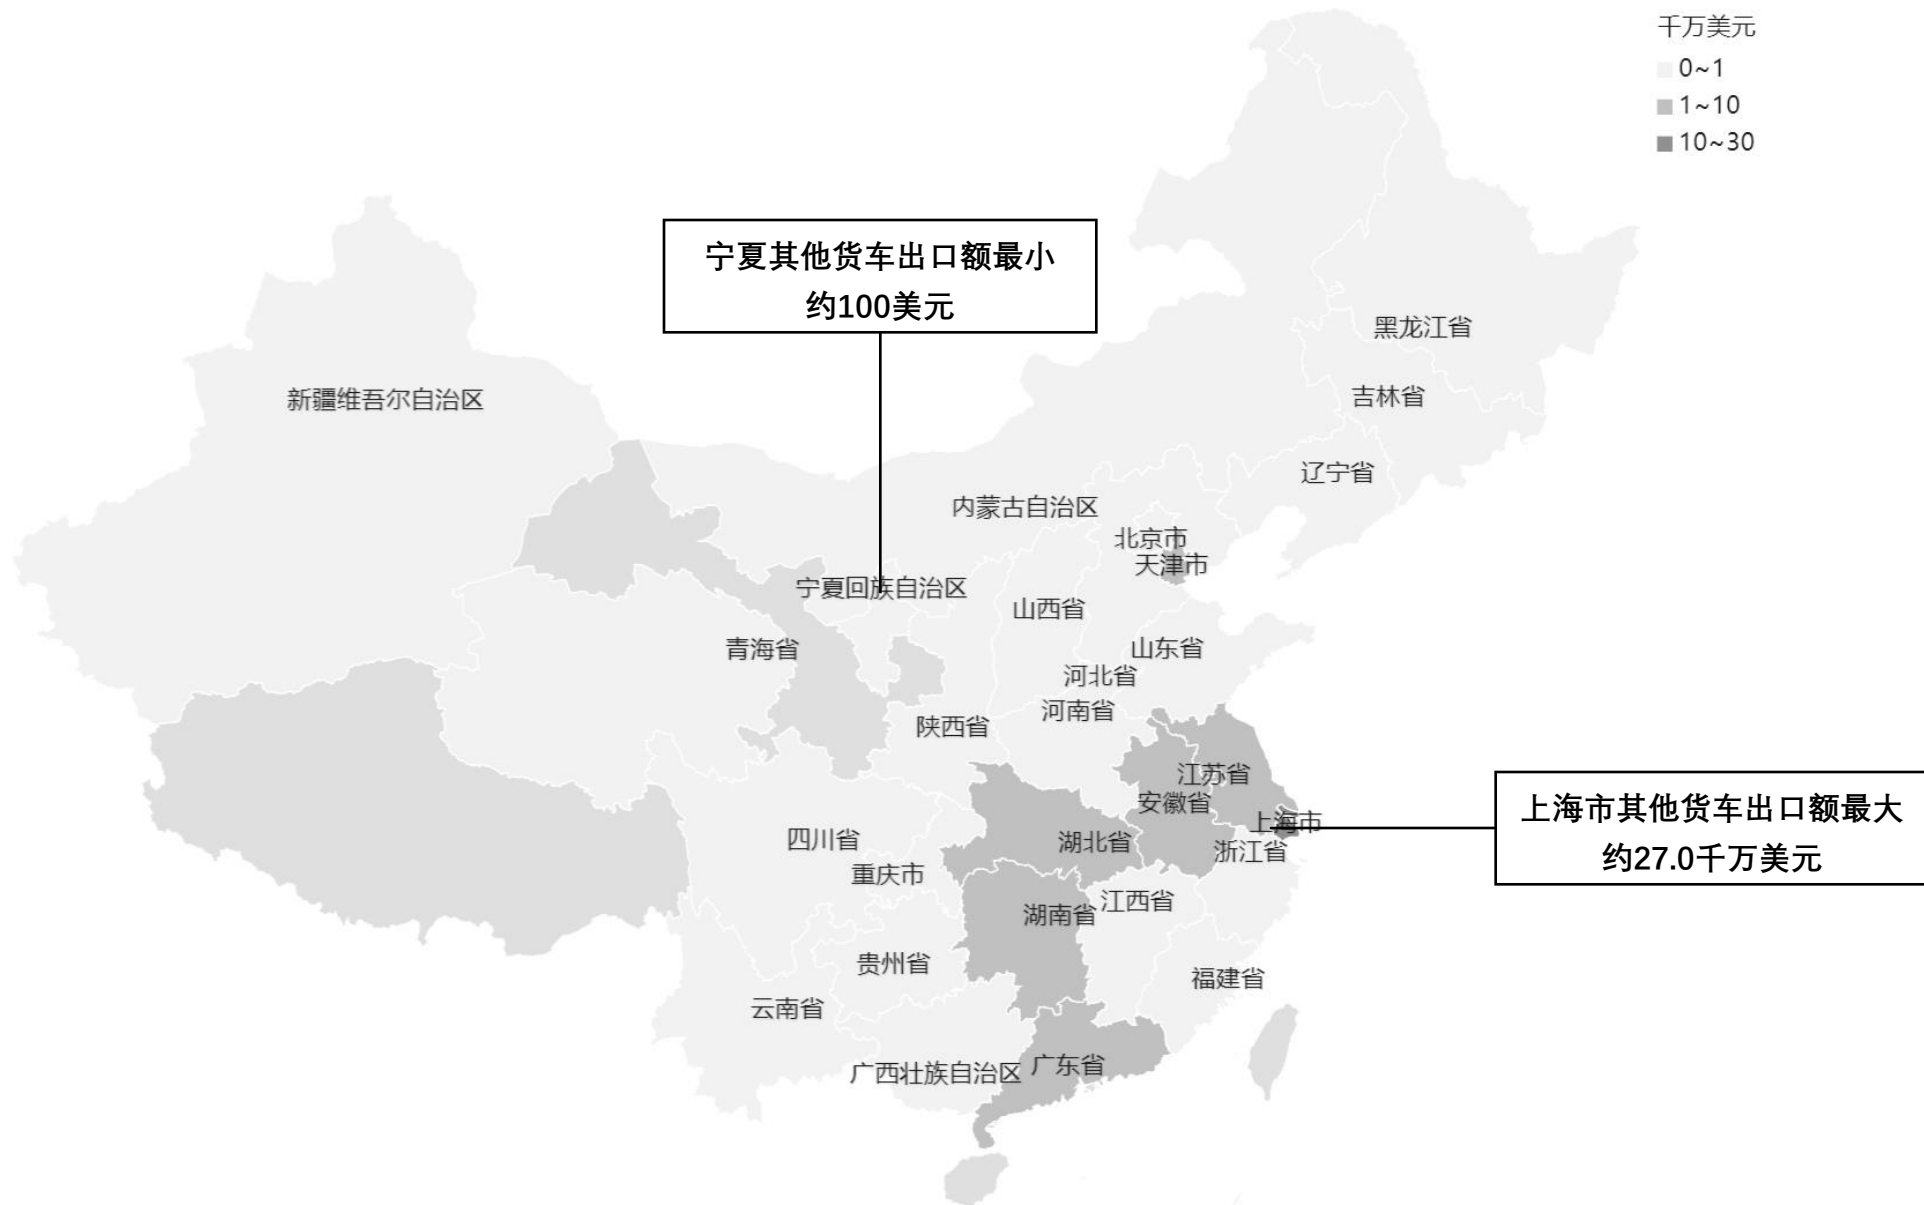 千万美元
0~1
1~10
10~30
宁夏其他货车出口额最小
约100美元
黑龙江省
新疆维吾尔自治区
吉林省
辽宁省
内蒙古自治区
北京市
天津市
宁夏回族自治区
山西省
青海省
山东省
河北省
河南省
陕西省
江苏省
安徽省
上海市
上海市其他货车出口额最大
约27.0千万美元
四川省
湖北省
浙江省
重庆市
江西省
湖南省
贵州省
福建省
云南省
广西壮族自治区
广东省